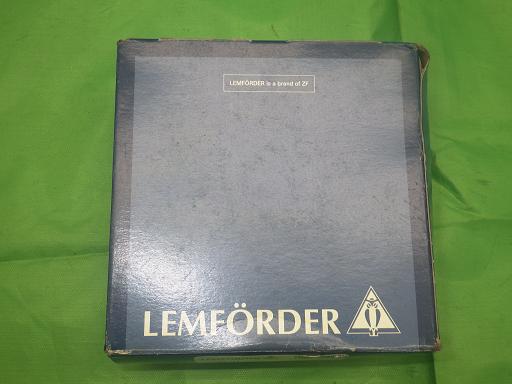 LEMFÖRDER is a brand of ZF
LEMFÖRDER